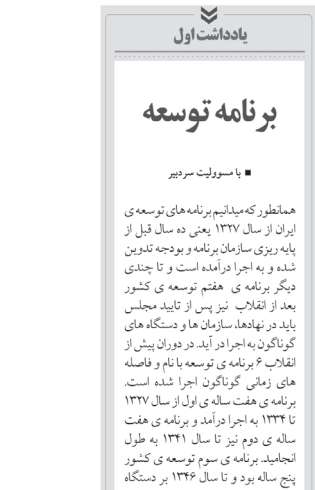 یادداشت اول
برنامه توسعه
■ با مسوولیت سردبیر
همانطور که میدانیم برنامه های توسعه ی
ایران از سال ۱۳۲۷ یعنی ده سال قبل از
پایه ریزی سازمان برنامه و بودجه تدوین
شده و به اجرا درآمده است و تا چندی
دیگر برنامه ی هفتم توسعه ی کشور
بعد از انقلاب نیز پس از تایید مجلس
باید در نهادها، سازمان ها و دستگاه های
گوناگون به اجرا در آید. در دوران پیش از
انقلاب ۶ برنامه ی توسعه با نام و فاصله
های زمانی گوناگون اجرا شده است.
برنامه ی هفت ساله ی اول از سال ۱۳۲۷
تا ۱۳۳۴ به اجرا درآمد و برنامه ی هفت
ساله ی دوم نیز تا سال ۱۳۴۱ به طول
انجامید. برنامه ی سوم توسعه ی کشور
پنج ساله بود و تا سال ۱۳۴۶ بر دستگاه